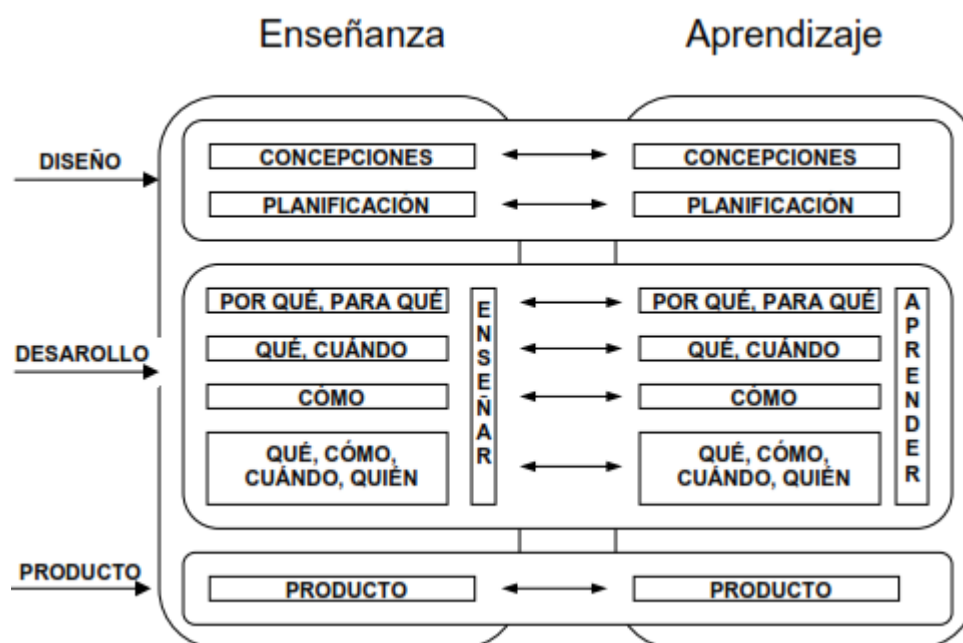 Enseñanza
Aprendizaje
DISEÑO
CONCEPCIONES
CONCEPCIONES
PLANIFICACIÓN
PLANIFICACIÓN
DESAROLLO
POR QUÉ, PARA QUÉ
ENSEÑAR
POR QUÉ, PARA QUÉ
APRENDER
QUÉ, CUÁNDO
QUÉ, CUÁNDO
CÓMO
CÓMO
QUÉ, CÓMO,
CUÁNDO, QUIÉN
QUÉ, CÓMO,
CUÁNDO, QUIÉN
PRODUCTO
PRODUCTO
PRODUCTO